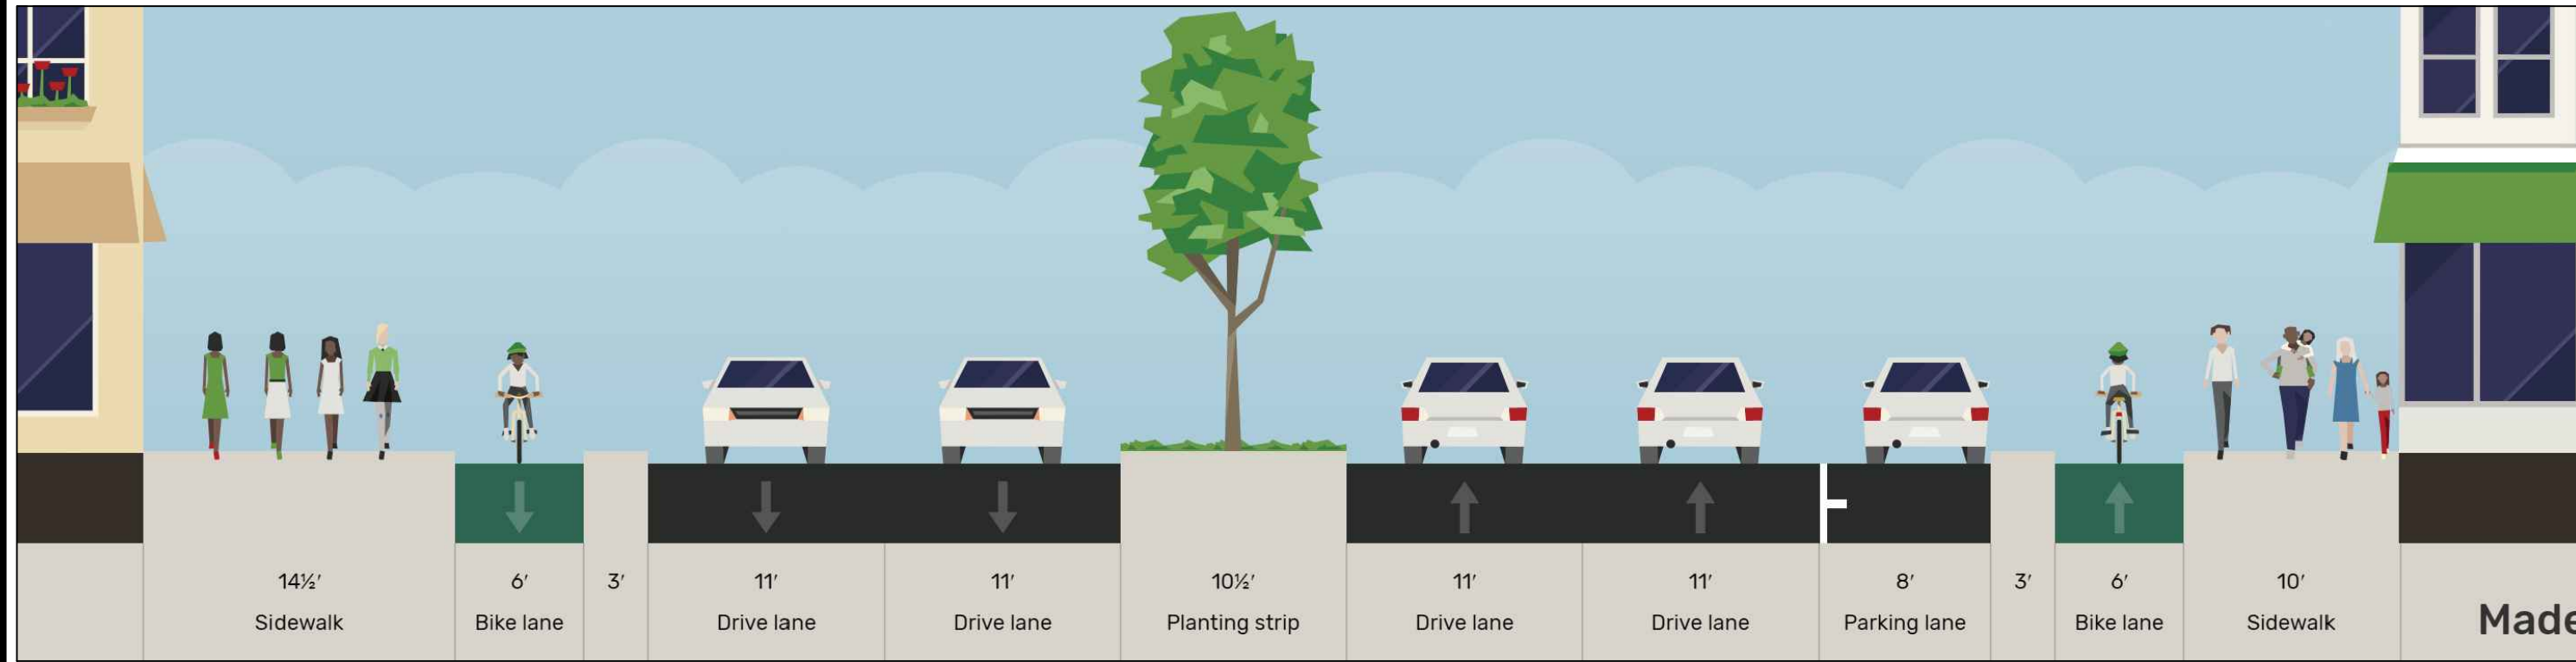 14½′
Sidewalk
6′
Bike lane
3′
11′
Drive lane
11′
Drive lane
10½′
Planting strip
11′
Drive lane
11′
Drive lane
8′
Parking lane
3′
6′
Bike lane
10′
Sidewalk
Made